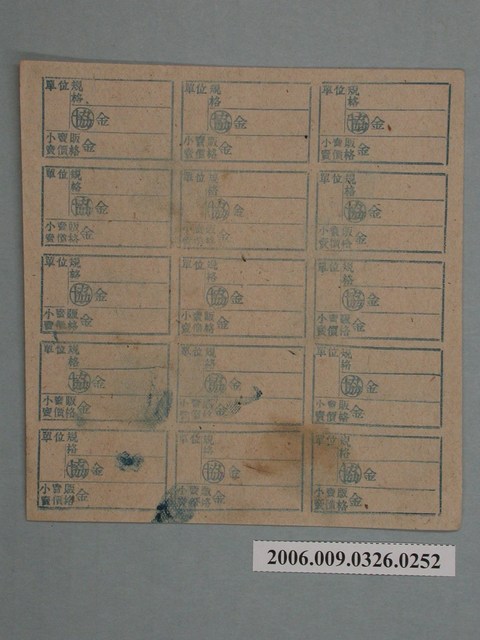 單位規
格
協金
小賣販
賣價格金
單位規
格
協金
小賣販
賣價格金
單位規
格
協金
小賣販
賣價格金
單位規
格
協金
小賣販
賣價格金
單位規
格
協金
小賣販
賣價格金
單位規
格
協金
小賣販
賣價格金
單位規
格
協金
小賣販
賣價格金
單位規
格
協金
小賣販
賣價格金
單位規
格
協金
小賣販
賣價格金
單位規
格
協金
小賣販
賣價格金
單位規
格
協金
小賣販
賣價格金
單位規
格
協金
小賣販
賣價格金
單位規
格
協金
小賣販
賣價格金
單位規
格
協金
小賣販
賣價格金
單位規
格
協金
小賣販
賣價格金
2006.009.0326.0252